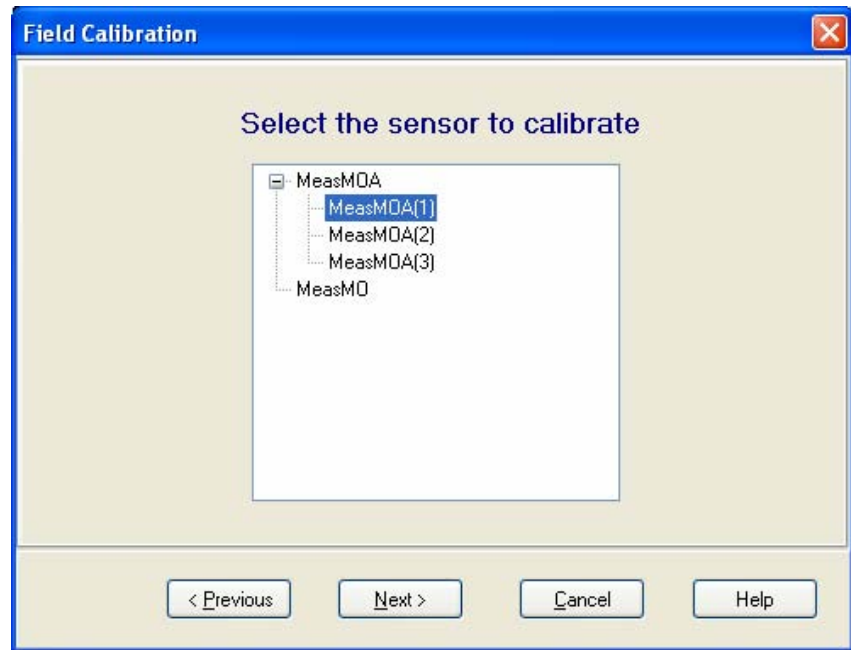 Field Calibration
Select the sensor to calibrate
MeasMOA
MeasMOA(1)
MeasMOA(2)
MeasMOA(3)
MeasMO
< Previous
Next >
Cancel
Help